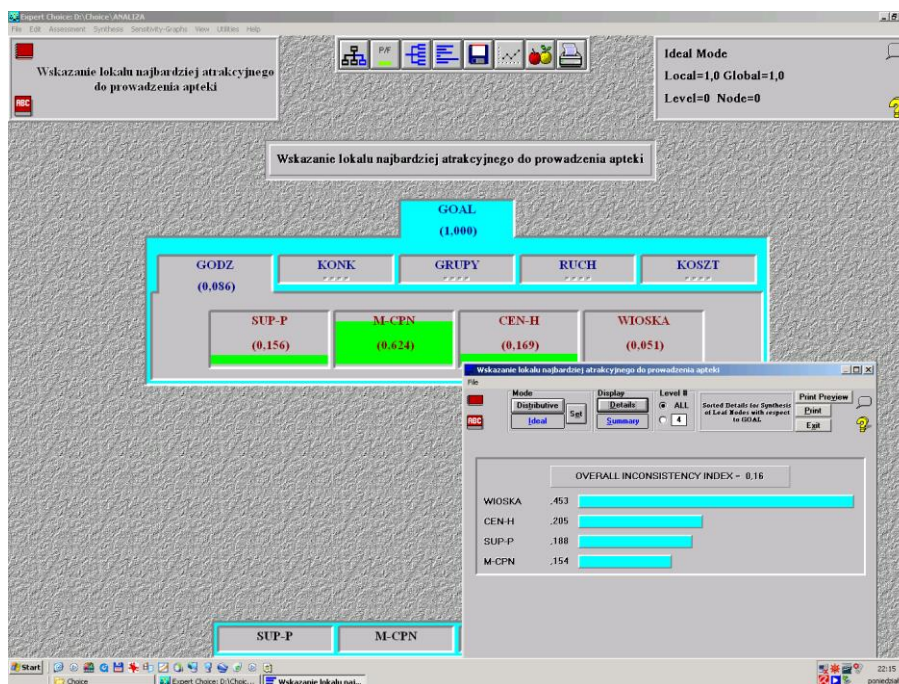 Expert Choice: D:\Choice\ANALIZA
File Edit Assessment Synthesis Sensitivity-Graphs View Utilities Help
Wskazanie lokalu najbardziej atrakcyjnego
do prowadzenia apteki
ABC
P/F
Ideal Mode
Local=1,0 Global=1,0
Level=0 Node=0
Wskazanie lokalu najbardziej atrakcyjnego do prowadzenia apteki
GOAL
(1,000)
GODZ KONK GRUPY RUCH KOSZT
(0,086)
SUP-P M-CPN CEN-H WIOSKA
(0,156) (0,624) (0,169) (0,051)
Wskazanie lokalu najbardziej atrakcyjnego do prowadzenia apteki
File
Mode Display Level #
Distributive Set Details ALL
Ideal Summary 4
ABC
Sorted Details for Synthesis
of Leaf Nodes with respect
to GOAL
Print Preview
Print
Exit
OVERALL INCONSISTENCY INDEX = 0,16
WIOSKA ,453
CEN-H ,205
SUP-P ,188
M-CPN ,154
SUP-P M-CPN
Start 22:15
Choice Expert Choice: D:\Choic... Wskazanie lokalu naj... poniedział